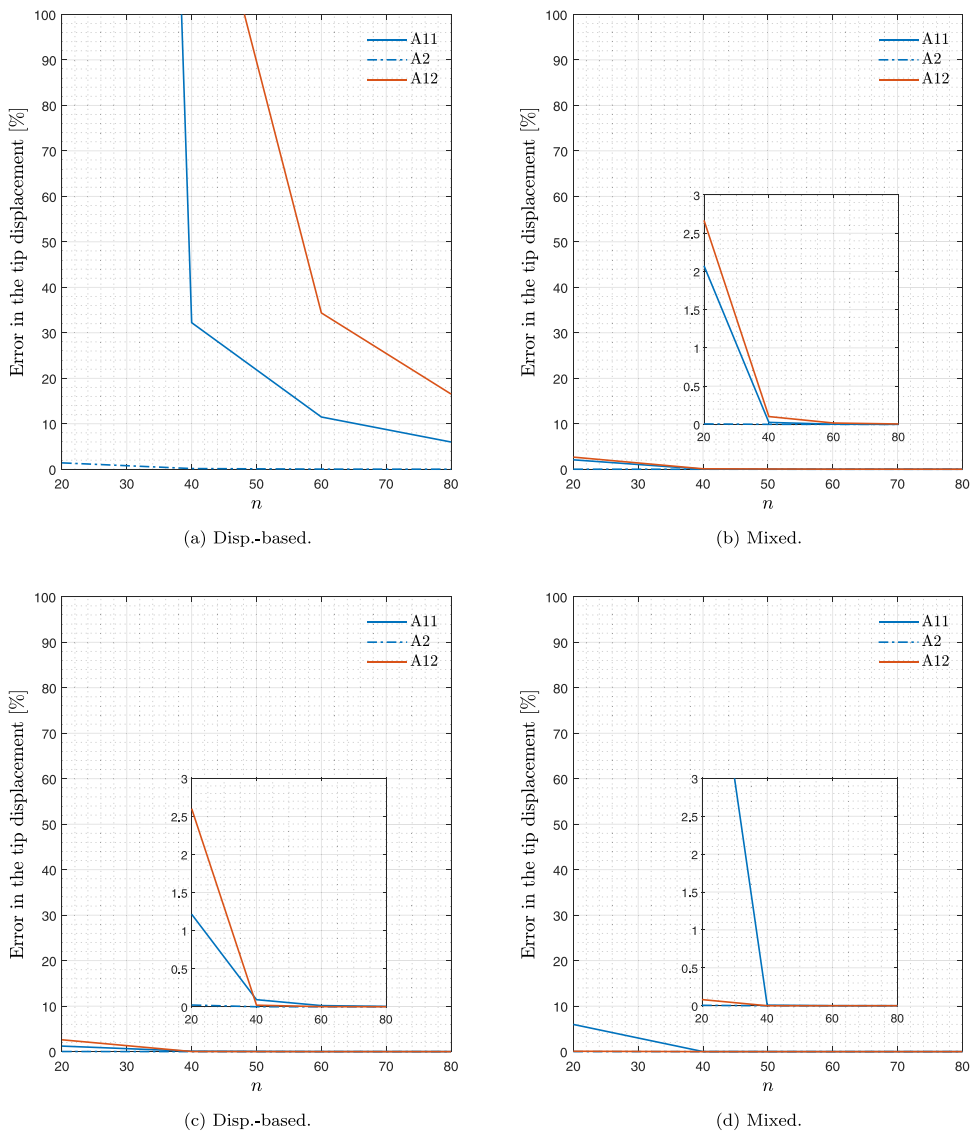 100
90
80
70
60
50
40
30
20
10
0
Error in the tip displacement [%]
A11
A2
A12
20 30 40 50 60 70 80
n
(a) Disp.-based.
100
90
80
70
60
50
40
30
20
10
0
Error in the tip displacement [%]
A11
A2
A12
3
2.5
2
1.5
1
0.5
0
20 40 60 80
20 30 40 50 60 70 80
n
(b) Mixed.
100
90
80
70
60
50
40
30
20
10
0
Error in the tip displacement [%]
A11
A2
A12
3
2.5
2
1.5
1
0.5
0
20 40 60 80
20 30 40 50 60 70 80
n
(c) Disp.-based.
100
90
80
70
60
50
40
30
20
10
0
Error in the tip displacement [%]
A11
A2
A12
3
2.5
2
1.5
1
0.5
0
20 40 60 80
20 30 40 50 60 70 80
n
(d) Mixed.